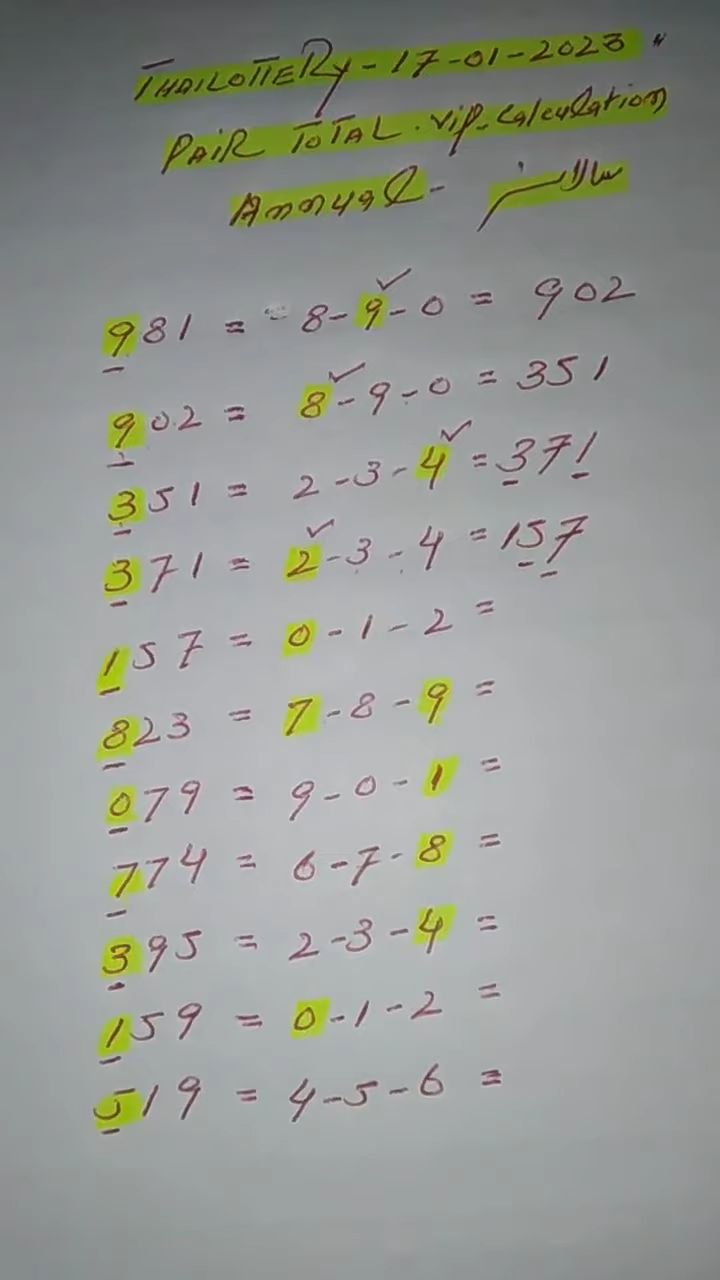 THAILOTTERY - 17-01-2023 "
PAIR TOTAL. vip-calculation
Annual - سالانہ
981 = 8-9-0 = 902
902 = 8-9-0 = 351
351 = 2-3-4 = 371
371 = 2-3-4 = 157
157 = 0-1-2 =
823 = 7-8-9 =
079 = 9-0-1 =
774 = 6-7-8 =
395 = 2-3-4 =
159 = 0-1-2 =
519 = 4-5-6 =